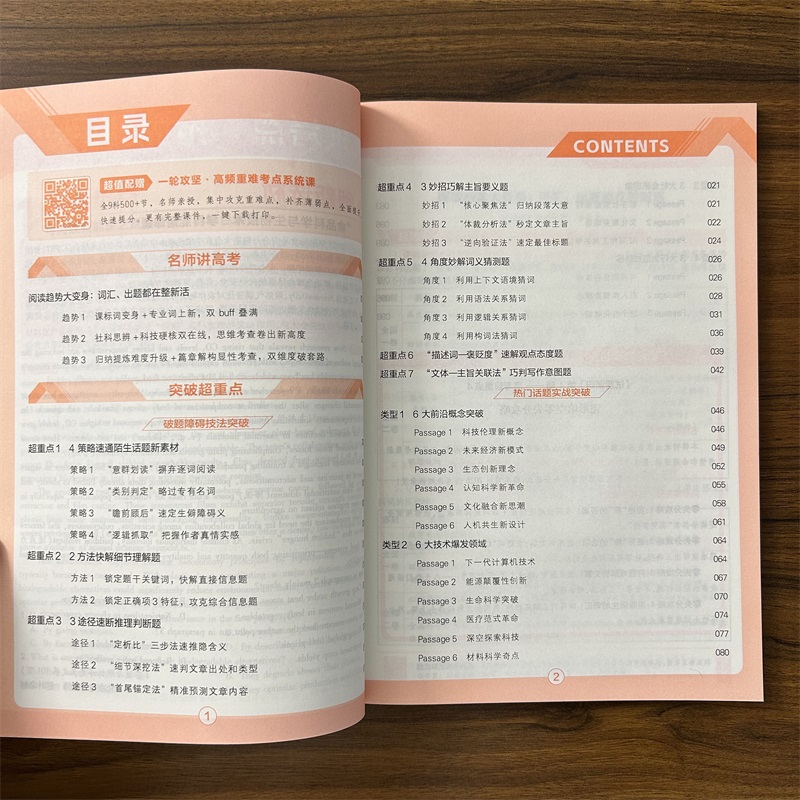 目录
超值配赠 一轮攻坚·高频重难考点系统课
全9科500+节，名师亲授，集中攻克重难点，补齐薄弱点，全面
快速提分。更有完整课件，一键下载打印。
名师讲高考
阅读趋势大变身：词汇、出题都在整新活
趋势1 课标词变身+专业词上新，双buff叠满
趋势2 社科思辨+科技硬核双在线，思维考查卷出新高度
趋势3 归纳提炼难度升级+篇章解构显性考查，双维度破套路
突破超重点
破题障碍技法突破
超重点1 4策略速通陌生话题新素材
策略1 “意群划读”摒弃逐词阅读
策略2 “类别判定”略过专有名词
策略3 “瞻前顾后”速定生僻障碍义
策略4 “逻辑抓取”把握作者真情实感
超重点2 2方法快解细节理解题
方法1 锁定题干关键词，快解直接信息题
方法2 锁定正确项3特征，攻克综合信息题
超重点3 3途径速断推理判断题
途径1 “定析比”三步法速推隐含义
途径2 “细节深挖法”速判文章出处和类型
途径3 “首尾锚定法”精准预测文章内容
1
CONTENTS
超重点4 3妙招巧解主旨要义题 021
妙招1 “核心聚焦法”归纳段落大意 021
妙招2 “体裁分析法”秒定文章主旨 022
妙招3 “逆向验证法”速定最佳标题 024
超重点5 4角度妙解词义猜测题 026
角度1 利用上下文语境猜词 026
角度2 利用语法关系猜词 028
角度3 利用逻辑关系猜词 031
角度4 利用构词法猜词 036
超重点6 “描述词—褒贬度”速解观点态度题 039
超重点7 “文体—主旨关联法”巧判写作意图题 042
热门话题实战突破
类型1 6大前沿概念突破 046
Passage 1 科技伦理新概念 046
Passage 2 未来经济新模式 049
Passage 3 生态创新理念 052
Passage 4 认知科学新革命 055
Passage 5 文化融合新思潮 058
Passage 6 人机共生新设计 061
类型2 6大技术爆发领域 064
Passage 1 下一代计算机技术 064
Passage 2 能源颠覆性创新 067
Passage 3 生命科学突破 070
Passage 4 医疗范式革命 074
Passage 5 深空探索科技 077
Passage 6 材料科学奇点 080
2